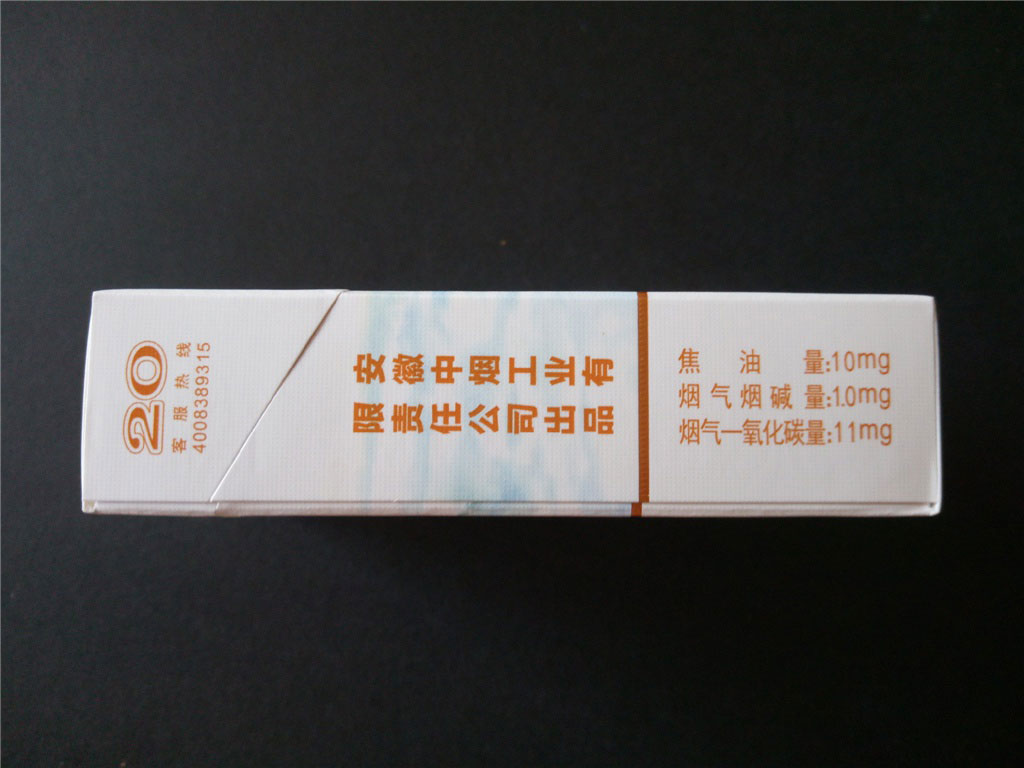 20
客服热线
4008389315
安徽中烟工业有
限责任公司出品
焦油量:10mg
烟气烟碱量:1.0mg
烟气一氧化碳量:11mg